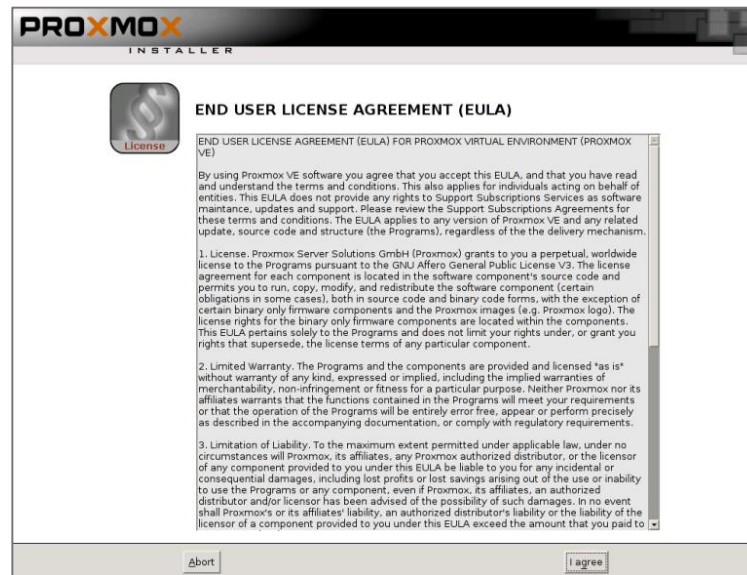 PROXMOX
INSTALLER
License
END USER LICENSE AGREEMENT (EULA)
END USER LICENSE AGREEMENT (EULA) FOR PROXMOX VIRTUAL ENVIRONMENT (PROXMOX
VE)
By using Proxmox VE software you agree that you accept this EULA, and that you have read
and understand the terms and conditions. This also applies for individuals acting on behalf of
entities. This EULA does not provide any rights to Support Subscriptions Services as software
maintance, updates and support. Please review the Support Subscriptions Agreements for
these terms and conditions. The EULA applies to any version of Proxmox VE and any related
update, source code and structure (the Programs), regardless of the the delivery mechanism.
1. License. Proxmox Server Solutions GmbH (Proxmox) grants to you a perpetual, worldwide
license to the Programs pursuant to the GNU Affero General Public License V3. The license
agreement for each component is located in the software component's source code and
permits you to run, copy, modify, and redistribute the software component (certain
obligations in some cases), both in source code and binary code forms, with the exception of
certain binary only firmware components and the Proxmox images (e.g. Proxmox logo). The
license rights for the binary only firmware components are located within the components.
This EULA pertains solely to the Programs and does not limit your rights under, or grant you
rights that supersede, the license terms of any particular component.
2. Limited Warranty. The Programs and the components are provided and licensed "as is"
without warranty of any kind, expressed or implied, including the implied warranties of
merchantability, non-infringement or fitness for a particular purpose. Neither Proxmox nor its
affiliates warrants that the functions contained in the Programs will meet your requirements
or that the operation of the Programs will be entirely error free, appear or perform precisely
as described in the accompanying documentation, or comply with regulatory requirements.
3. Limitation of Liability. To the maximum extent permitted under applicable law, under no
circumstances will Proxmox, its affiliates, any Proxmox authorized distributor, or the licensor
of any component provided to you under this EULA be liable to you for any incidental or
consequential damages, including lost profits or lost savings arising out of the use or inability
to use the Programs or any component, even if Proxmox, its affiliates, an authorized
distributor and/or licensor has been advised of the possibility of such damages. In no event
shall Proxmox's or its affiliates' liability, an authorized distributor's liability or the liability of the
licensor of a component provided to you under this EULA exceed the amount that you paid to
Abort
I agree